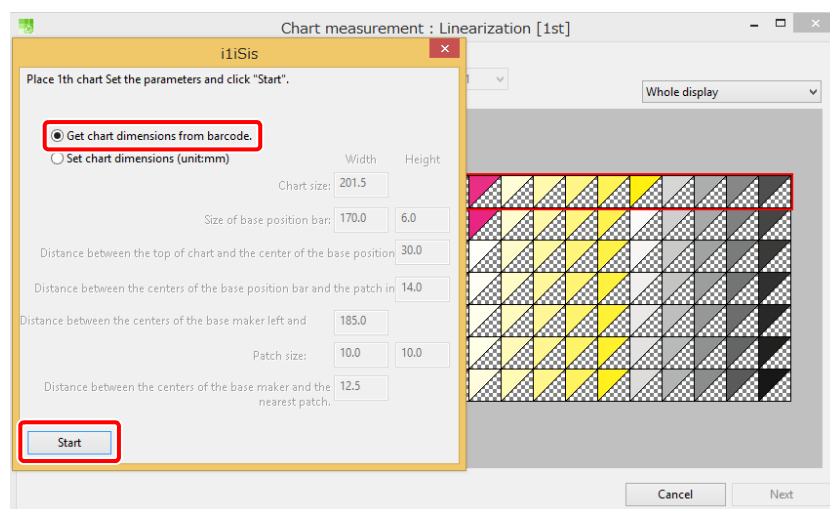 Chart measurement : Linearization [1st]
i1iSis
Place 1th chart Set the parameters and click "Start".
1
Whole display
Get chart dimensions from barcode.
Set chart dimensions (unit:mm)
Width
Height
Chart size:
201.5
Size of base position bar:
170.0
6.0
Distance between the top of chart and the center of the base position
30.0
Distance between the centers of the base position bar and the patch in
14.0
Distance between the centers of the base maker left and
185.0
Patch size:
10.0
10.0
Distance between the centers of the base maker and the
nearest patch.
12.5
Start
Cancel
Next